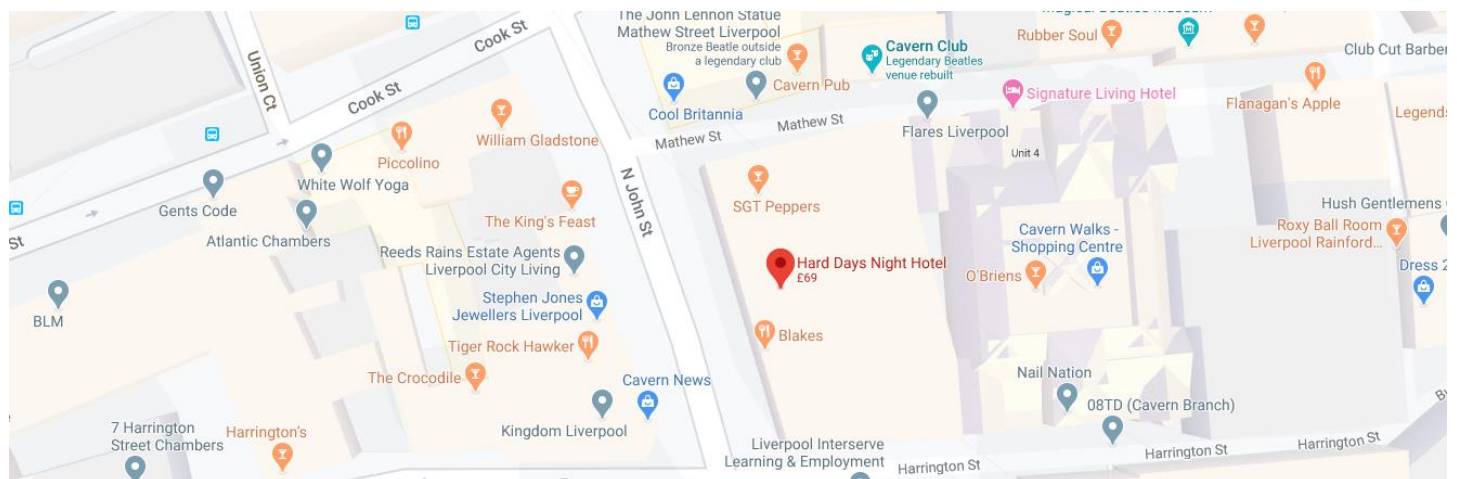 The John Lennon Statue
Mathew Street Liverpool
Bronze Beatle outside
a legendary club
Cavern Club
Legendary Beatles
venue rebuilt
Rubber Soul
Club Cut Barber
Cook St
Union Ct
Cook St
Cool Britannia
Cavern Pub
Signature Living Hotel
Flanagan's Apple
Legends
William Gladstone
Piccolino
Mathew St
Mathew St
Flares Liverpool
Unit 4
White Wolf Yoga
Gents Code
Atlantic Chambers
St
The King's Feast
N John St
SGT Peppers
Hush Gentlemens
Cavern Walks -
Shopping Centre
Roxy Ball Room
Liverpool Rainford...
Reeds Rains Estate Agents
Liverpool City Living
Hard Days Night Hotel
£69
O'Briens
Dress 2
BLM
Stephen Jones
Jewellers Liverpool
Tiger Rock Hawker
Blakes
The Crocodile
Cavern News
Nail Nation
08TD (Cavern Branch)
7 Harrington
Street Chambers
Harrington's
Kingdom Liverpool
Liverpool Interserve
Learning & Employment
Harrington St
Harrington St
Harrington St